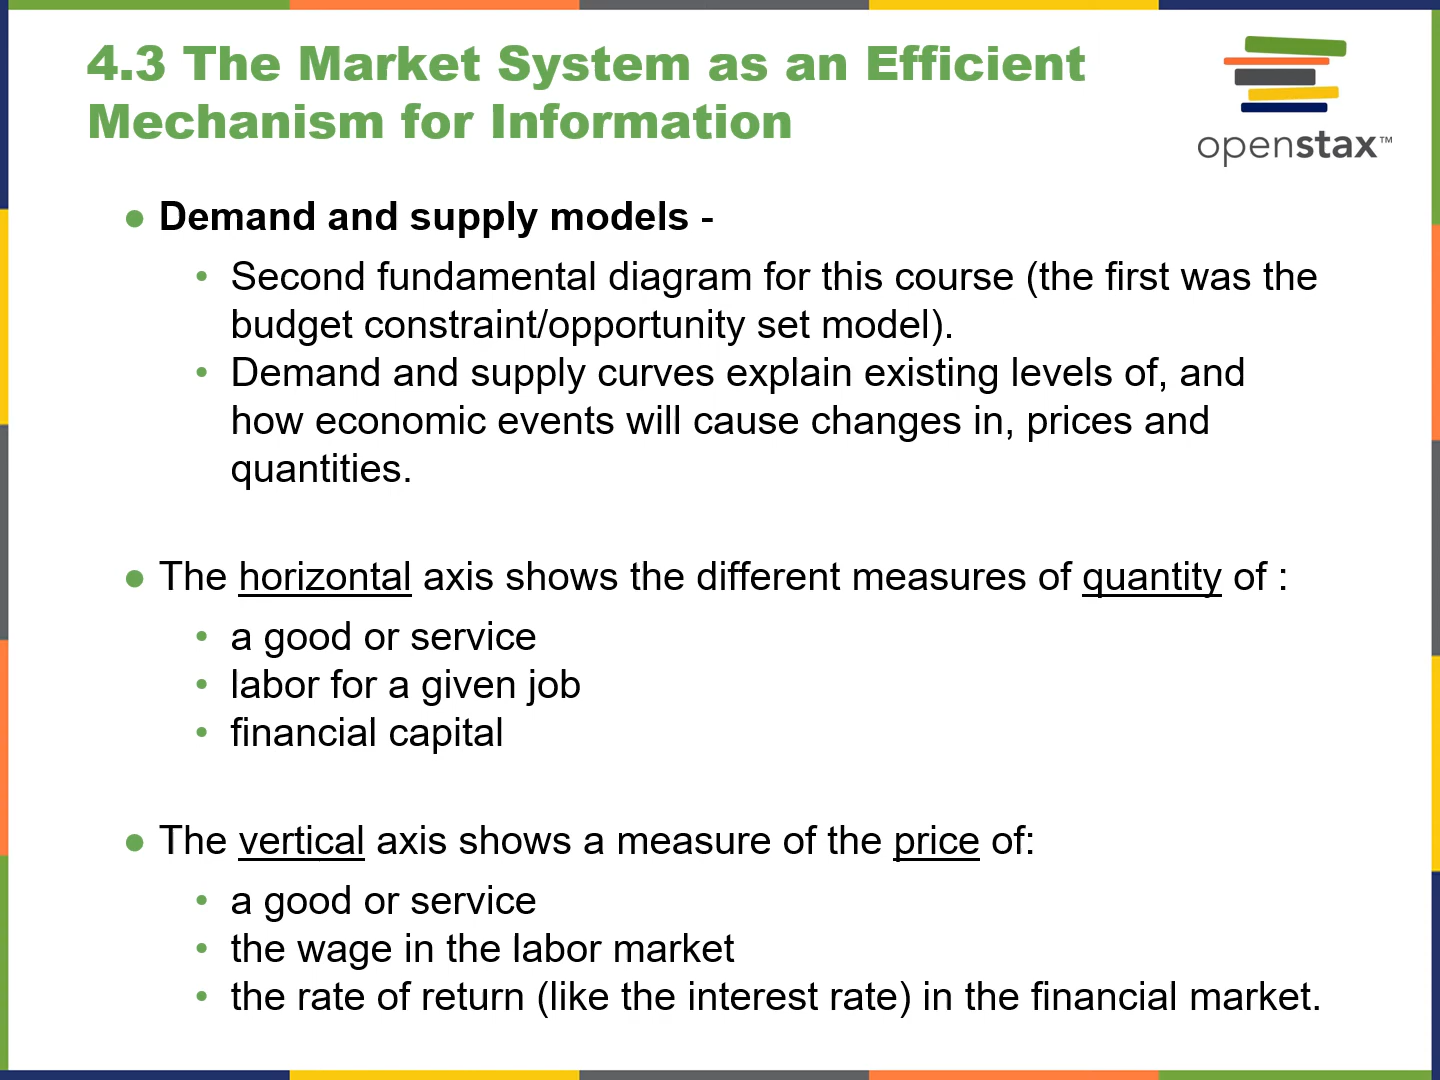 4.3 The Market System as an Efficient
Mechanism for Information
openstax™
● Demand and supply models -
• Second fundamental diagram for this course (the first was the
budget constraint/opportunity set model).
• Demand and supply curves explain existing levels of, and
how economic events will cause changes in, prices and
quantities.
● The horizontal axis shows the different measures of quantity of :
• a good or service
• labor for a given job
• financial capital
● The vertical axis shows a measure of the price of:
• a good or service
• the wage in the labor market
• the rate of return (like the interest rate) in the financial market.